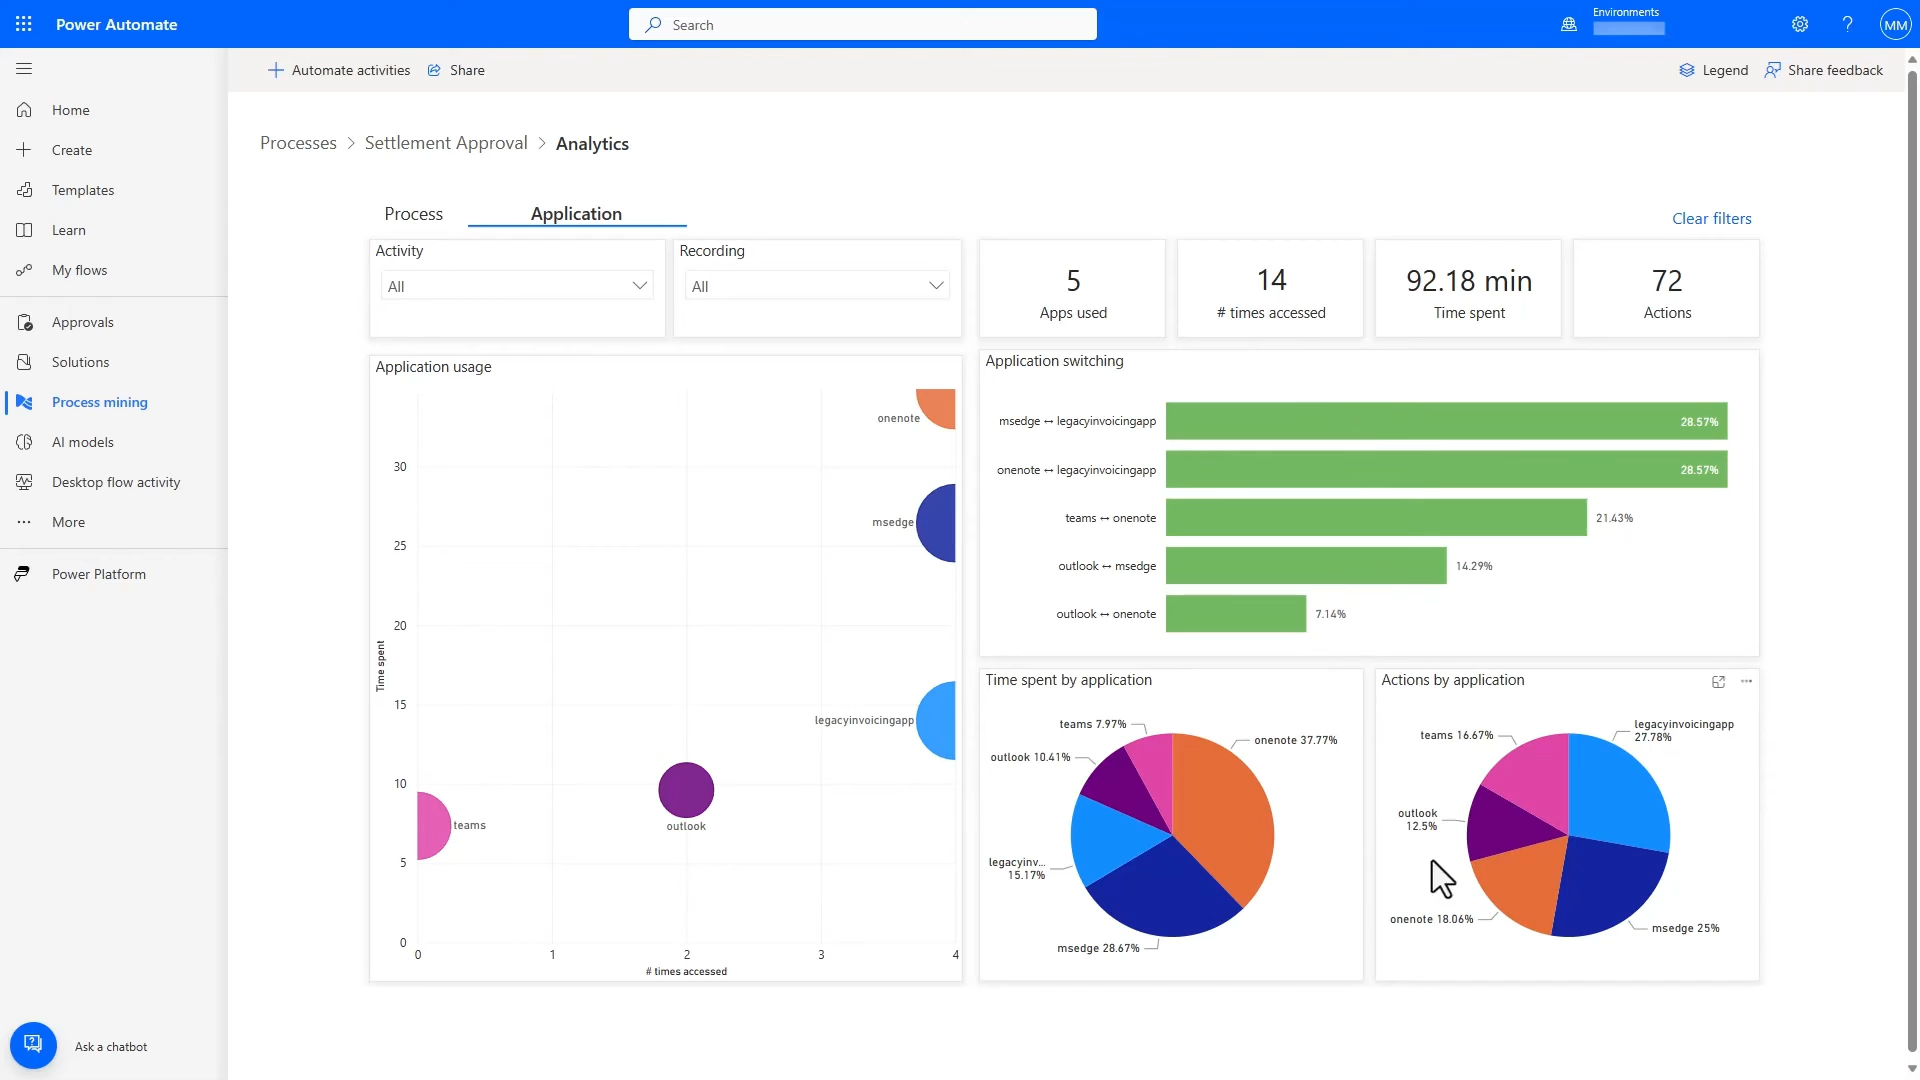 Power Automate
Search
Environments
MM
Automate activities
Share
Legend
Share feedback
Home
Create
Templates
Learn
My flows
Approvals
Solutions
Process mining
AI models
Desktop flow activity
More
Power Platform
Ask a chatbot
Processes > Settlement Approval > Analytics
Process
Application
Clear filters
Activity
All
Recording
All
5
Apps used
14
# times accessed
92.18 min
Time spent
72
Actions
Application usage
Time spent
30
25
20
15
10
5
0
0
1
2
3
4
# times accessed
onenote
msedge
legacyinvoicingapp
outlook
teams
Application switching
msedge ↔ legacyinvoicingapp
28.57%
onenote ↔ legacyinvoicingapp
28.57%
teams ↔ onenote
21.43%
outlook ↔ msedge
14.29%
outlook ↔ onenote
7.14%
Time spent by application
teams 7.97%
onenote 37.77%
outlook 10.41%
legacyinv...
15.17%
msedge 28.67%
Actions by application
legacyinvoicingapp
27.78%
teams 16.67%
outlook
12.5%
onenote 18.06%
msedge 25%